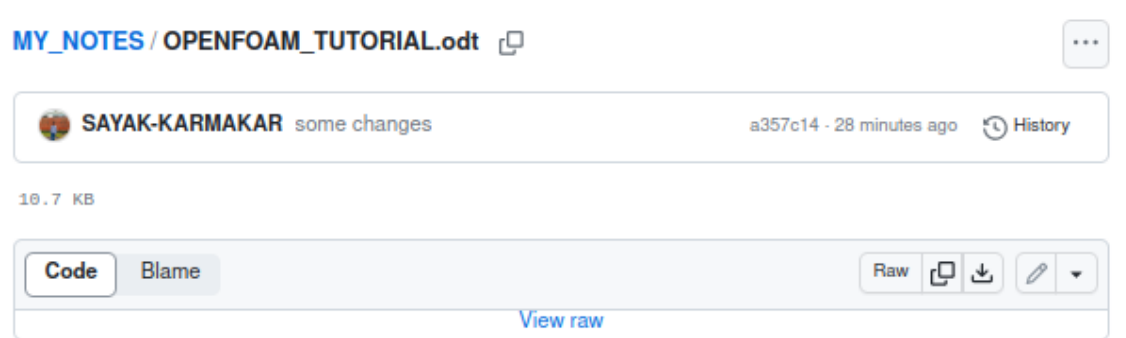 MY_NOTES / OPENFOAM_TUTORIAL.odt
SAYAK-KARMAKAR some changes a357c14 · 28 minutes ago History
10.7 KB
Code Blame Raw
View raw